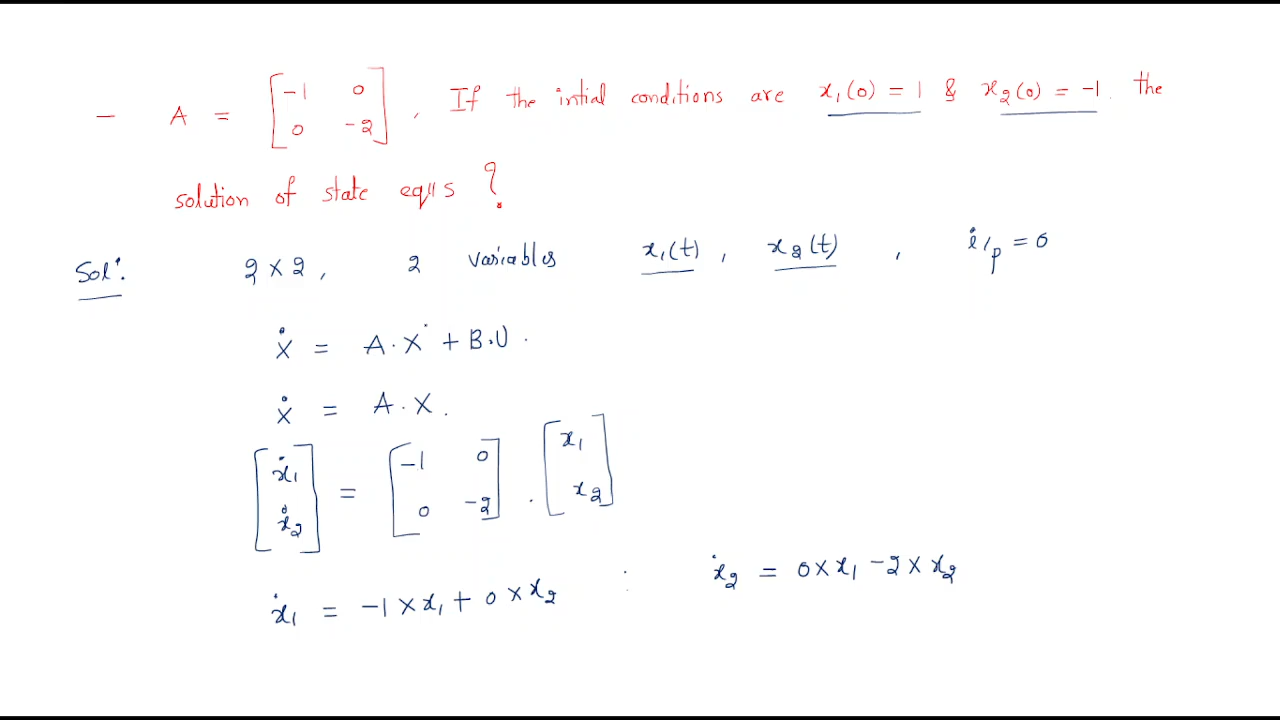 - A = [-1 0; 0 -2], If the intial conditions are x₁(0) = 1 & x₂(0) = -1. the
solution of state eqns ?
Sol: 2 × 2, 2 variables x₁(t), x₂(t), i/p = 0
Ẋ = A·X + B·U.
Ẋ = A·X.
[ẋ₁; ẋ₂] = [-1 0; 0 -2] . [x₁; x₂]
ẋ₁ = -1 × x₁ + 0 × x₂ ; ẋ₂ = 0 × x₁ - 2 × x₂